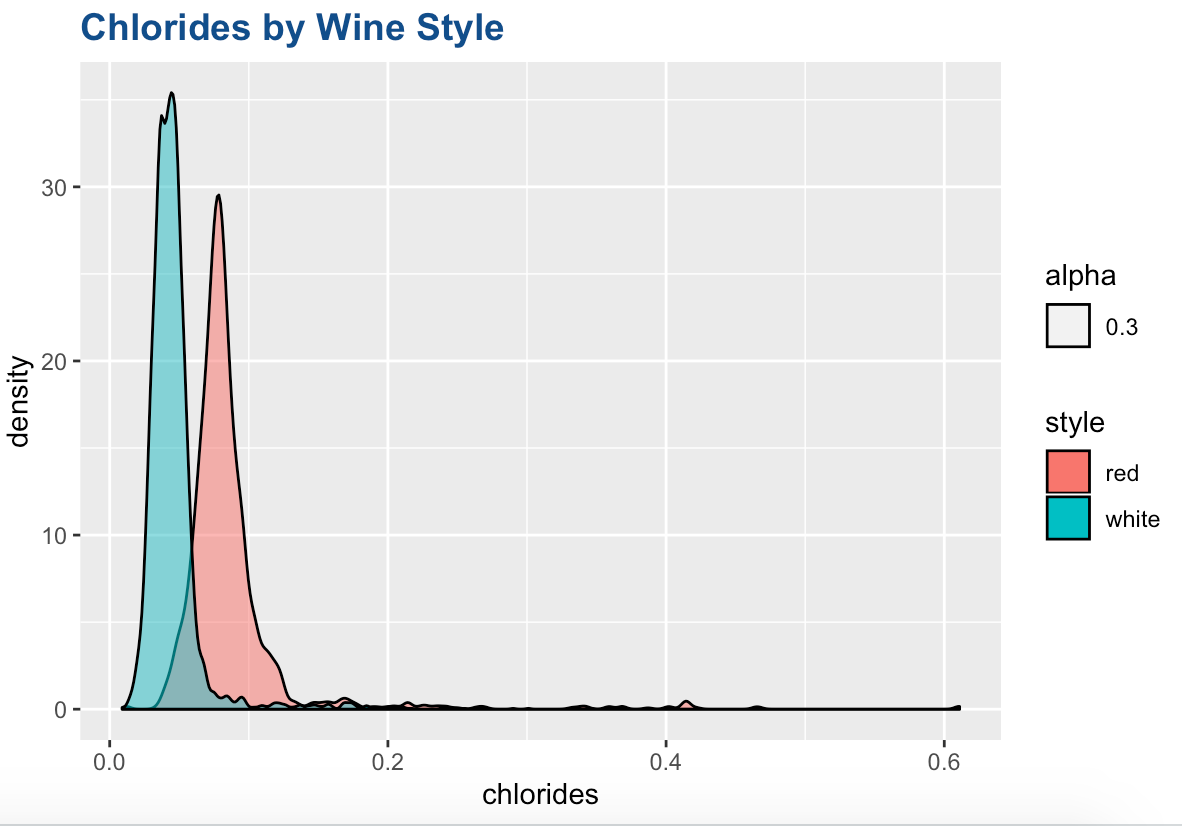 Chlorides by Wine Style
30
20
10
0
density
0.0 0.2 0.4 0.6
chlorides
alpha
0.3
style
red
white